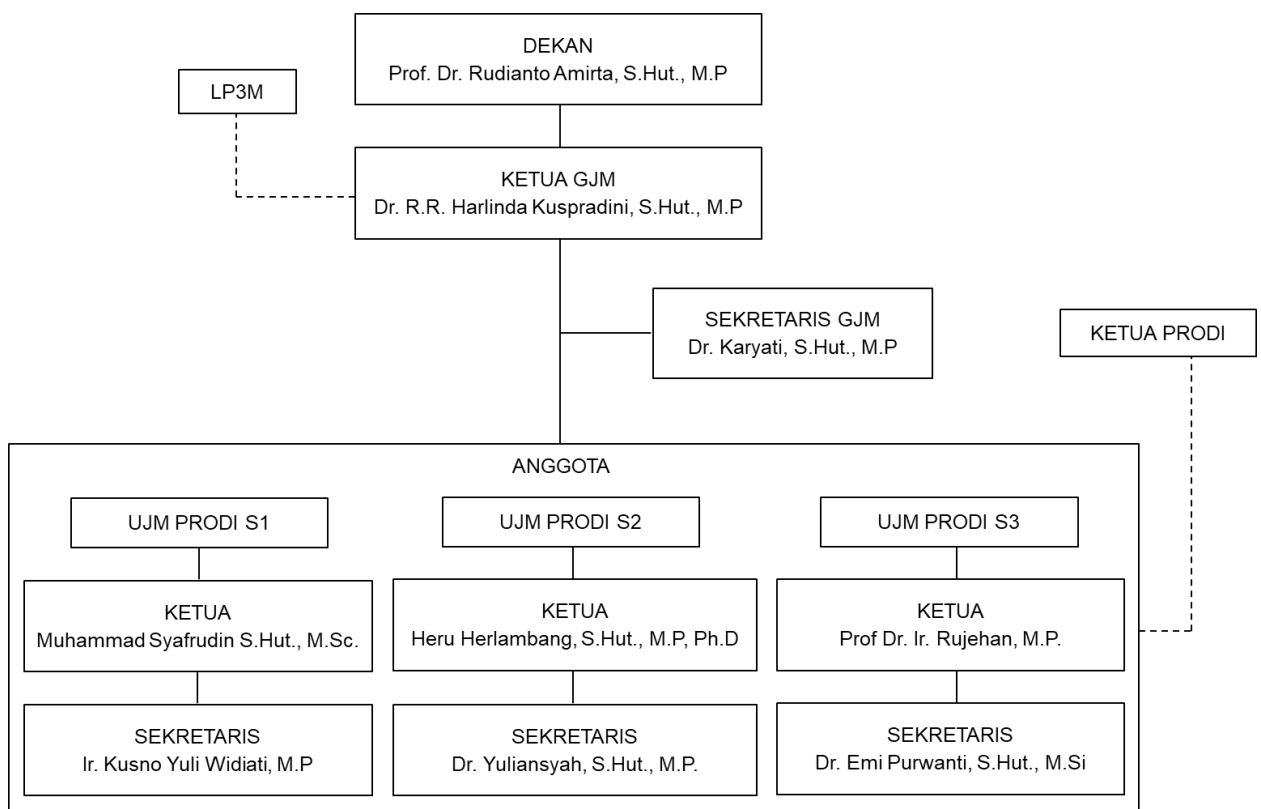 DEKAN
Prof. Dr. Rudianto Amirta, S.Hut., M.P
LP3M
KETUA GJM
Dr. R.R. Harlinda Kuspradini, S.Hut., M.P
SEKRETARIS GJM
Dr. Karyati, S.Hut., M.P
KETUA PRODI
ANGGOTA
UJM PRODI S1
KETUA
Muhammad Syafrudin S.Hut., M.Sc.
SEKRETARIS
Ir. Kusno Yuli Widiati, M.P
UJM PRODI S2
KETUA
Heru Herlambang, S.Hut., M.P, Ph.D
SEKRETARIS
Dr. Yuliansyah, S.Hut., M.P.
UJM PRODI S3
KETUA
Prof Dr. Ir. Rujehan, M.P.
SEKRETARIS
Dr. Emi Purwanti, S.Hut., M.Si